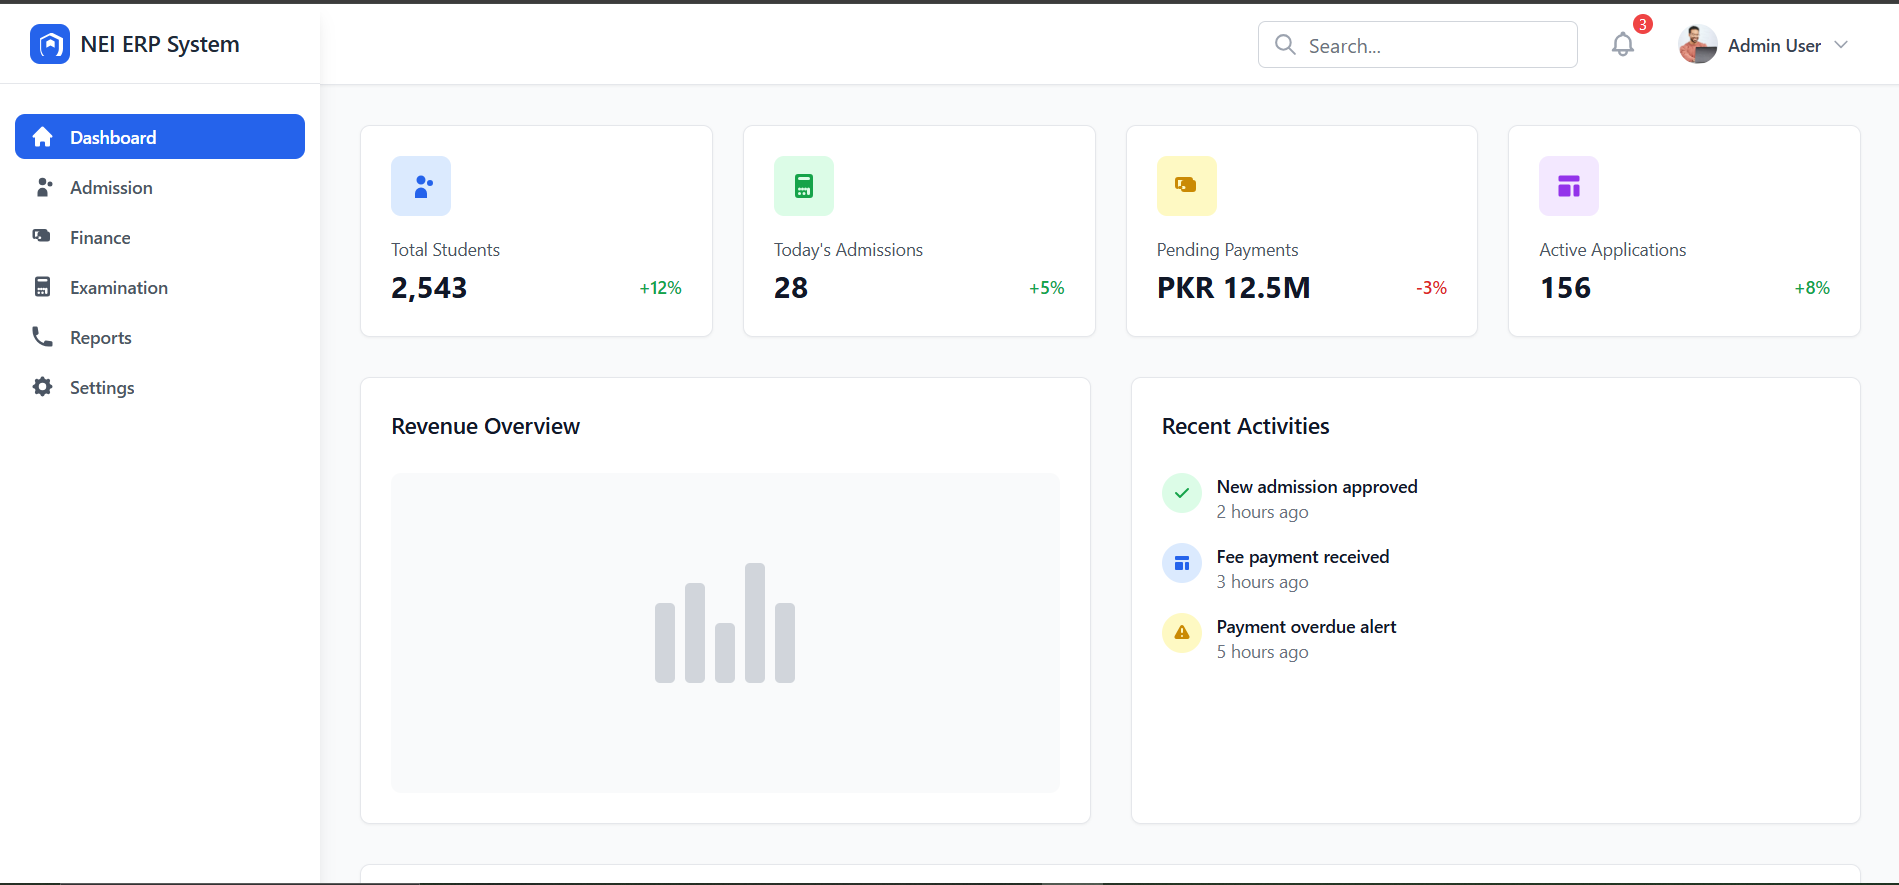 NEI ERP System
Search...
3
Admin User
Dashboard
Admission
Finance
Examination
Reports
Settings
Total Students
2,543
+12%
Today's Admissions
28
+5%
Pending Payments
PKR 12.5M
-3%
Active Applications
156
+8%
Revenue Overview
Recent Activities
New admission approved
2 hours ago
Fee payment received
3 hours ago
Payment overdue alert
5 hours ago